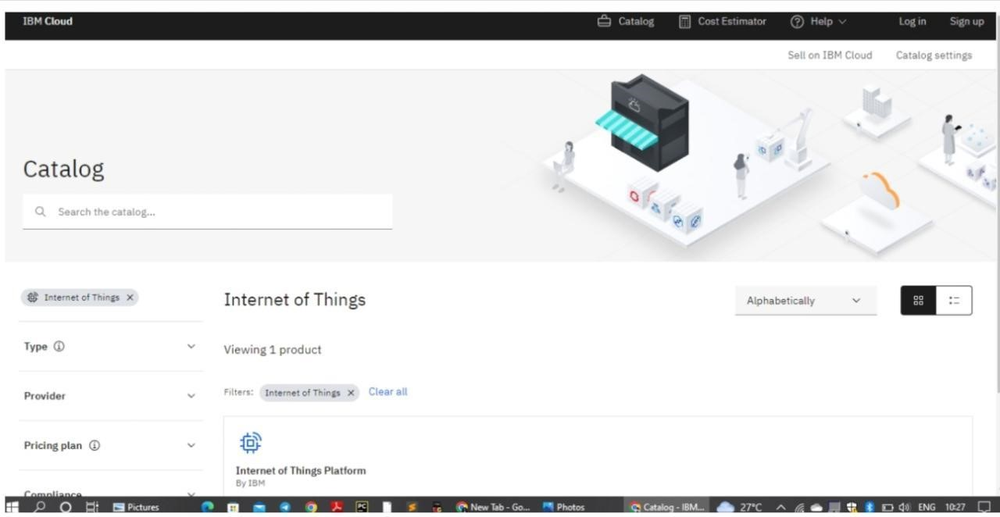 IBM Cloud
Catalog
Cost Estimator
Help
Log in
Sign up
Sell on IBM Cloud
Catalog settings
Catalog
Search the catalog...
Internet of Things
Type
Provider
Pricing plan
Compliance
Internet of Things
Alphabetically
Viewing 1 product
Filters: Internet of Things Clear all
Internet of Things Platform
By IBM
Pictures
PC
New Tab - Go...
Photos
Catalog - IBM...
27°C
ENG
10:27